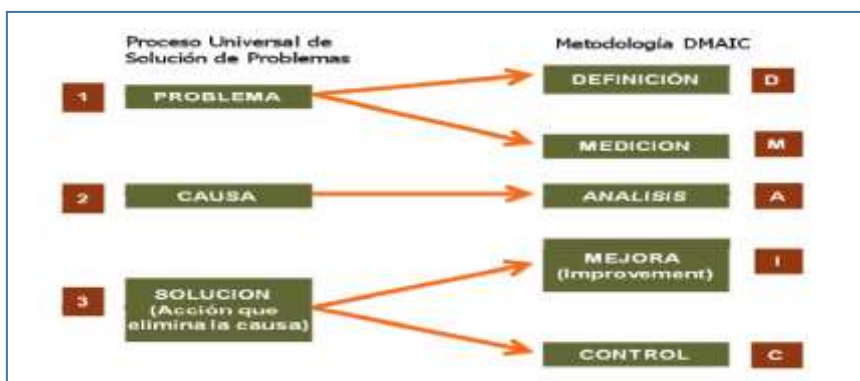 Proceso Universal de
Solución de Problemas
Metodología DMAIC
1
PROBLEMA
DEFINICIÓN
D
MEDICION
M
2
CAUSA
ANALISIS
A
3
SOLUCION
(Acción que
elimina la causa)
MEJORA
(Improvement)
I
CONTROL
C